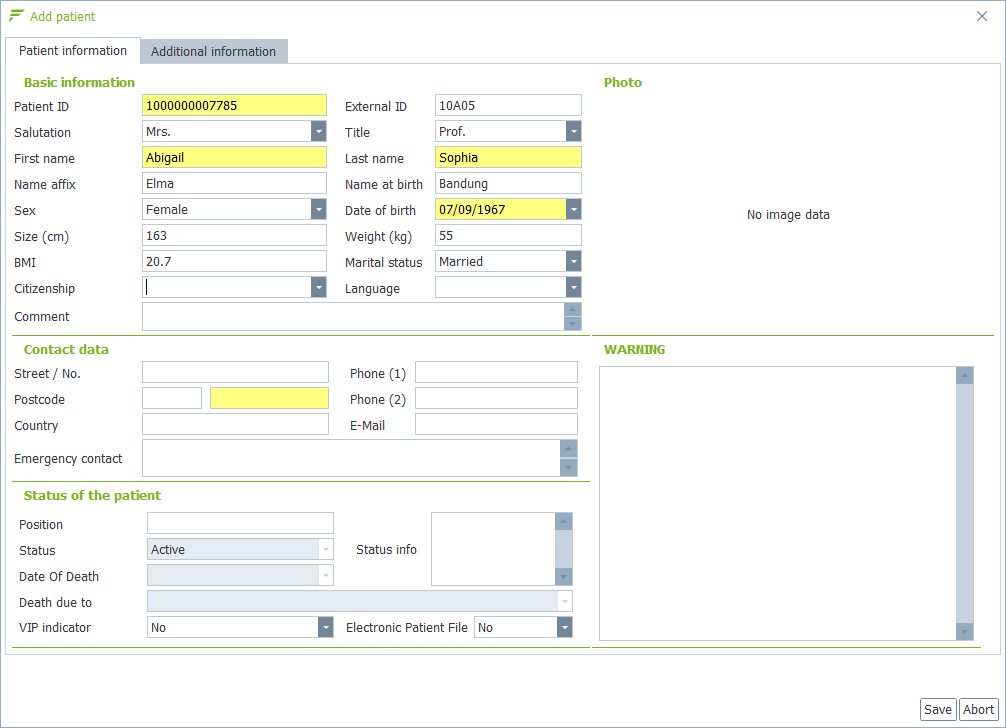 Add patient
Patient information Additional information
Basic information
Patient ID 1000000007785 External ID 10A05
Salutation Mrs. Title Prof.
First name Abigail Last name Sophia
Name affix Elma Name at birth Bandung
Sex Female Date of birth 07/09/1967
Size (cm) 163 Weight (kg) 55
BMI 20.7 Marital status Married
Citizenship Language
Comment
Photo
No image data
Contact data
Street / No. Phone (1)
Postcode Phone (2)
Country E-Mail
Emergency contact
WARNING
Status of the patient
Position
Status Active Status info
Date Of Death
Death due to
VIP indicator No Electronic Patient File No
Save Abort